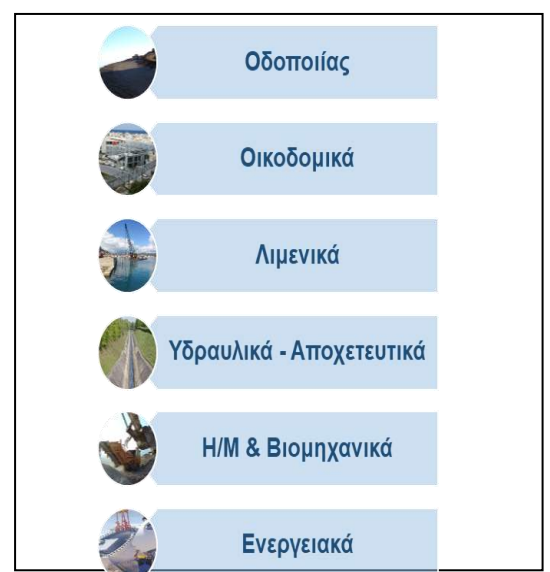 Οδοποιίας
Οικοδομικά
Λιμενικά
Υδραυλικά - Αποχετευτικά
Η/Μ & Βιομηχανικά
Ενεργειακά